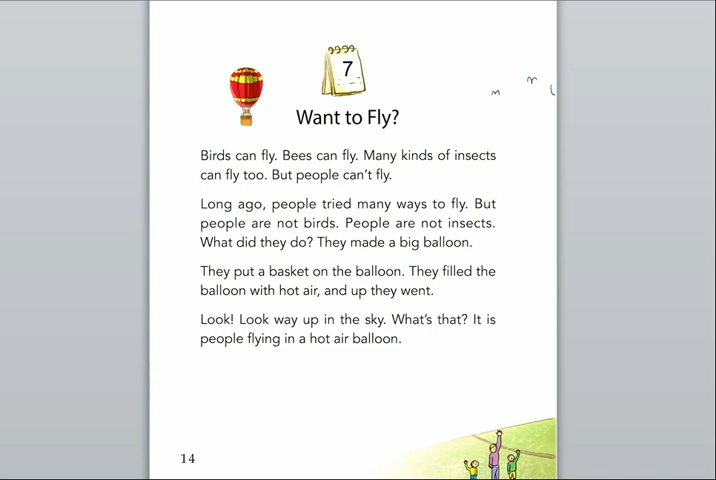 7
Want to Fly?
Birds can fly. Bees can fly. Many kinds of insects
can fly too. But people can't fly.
Long ago, people tried many ways to fly. But
people are not birds. People are not insects.
What did they do? They made a big balloon.
They put a basket on the balloon. They filled the
balloon with hot air, and up they went.
Look! Look way up in the sky. What's that? It is
people flying in a hot air balloon.
14